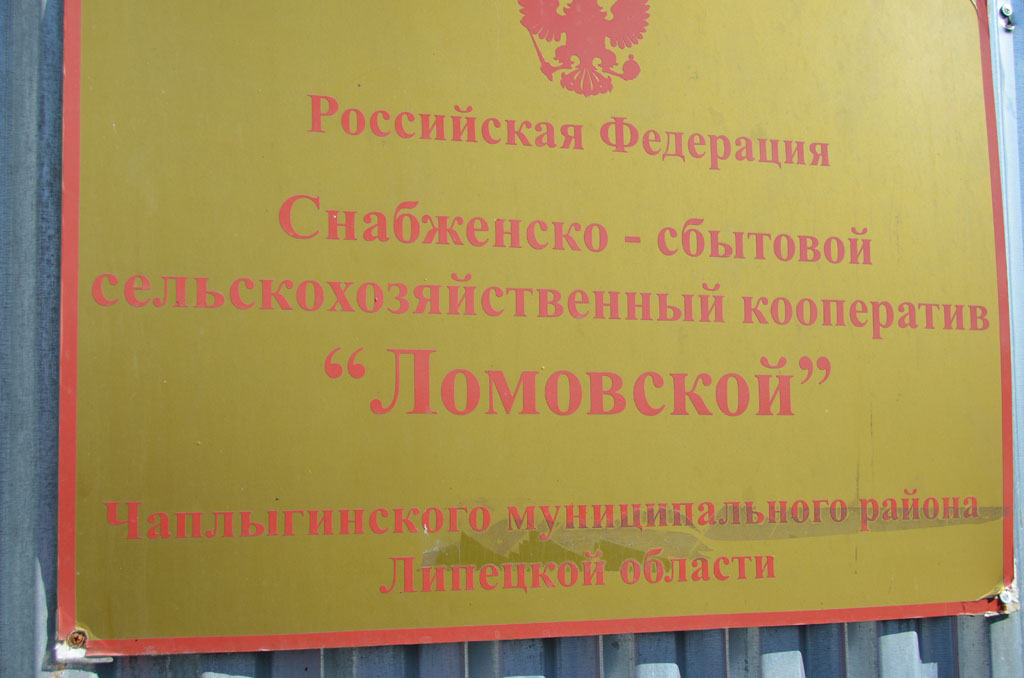 Российская Федерация
Снабженско - сбытовой
сельскохозяйственный кооператив
“Ломовской”
Чаплыгинского муниципального района
Липецкой области